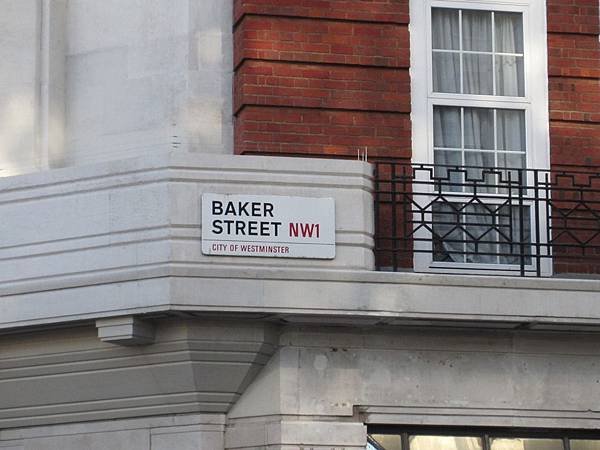 BAKER
STREET NW1
CITY OF WESTMINSTER